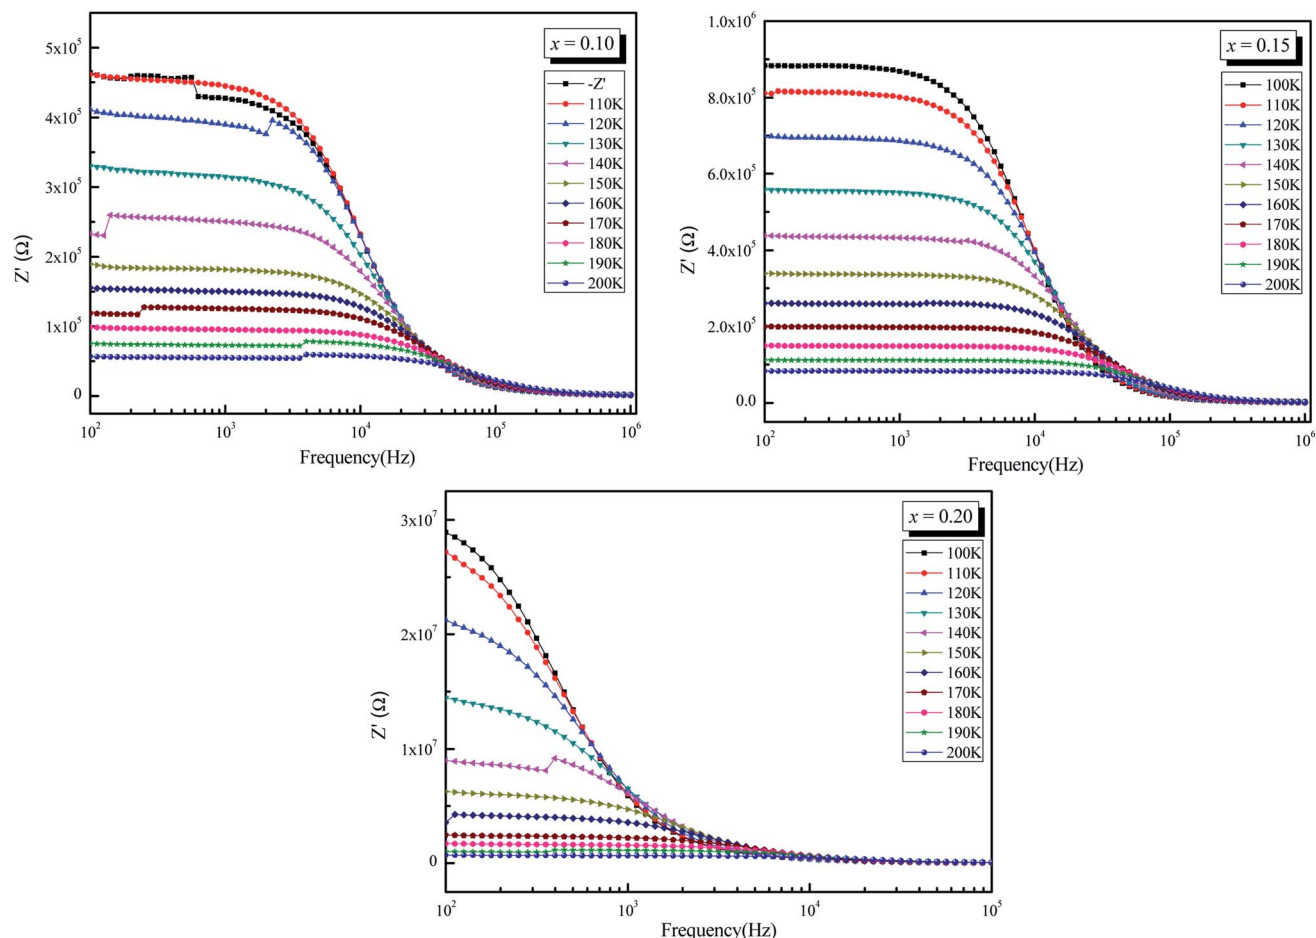 x = 0.10
-Z'
110K
120K
130K
140K
150K
160K
170K
180K
190K
200K
5x10⁵
4x10⁵
3x10⁵
2x10⁵
1x10⁵
0
Z' (Ω)
10² 10³ 10⁴ 10⁵ 10⁶
Frequency(Hz)
x = 0.15
100K
110K
120K
130K
140K
150K
160K
170K
180K
190K
200K
1.0x10⁶
8.0x10⁵
6.0x10⁵
4.0x10⁵
2.0x10⁵
0.0
Z' (Ω)
10² 10³ 10⁴ 10⁵ 10⁶
Frequency(Hz)
x = 0.20
100K
110K
120K
130K
140K
150K
160K
170K
180K
190K
200K
3x10⁷
2x10⁷
1x10⁷
0
Z' (Ω)
10² 10³ 10⁴ 10⁵
Frequency(Hz)